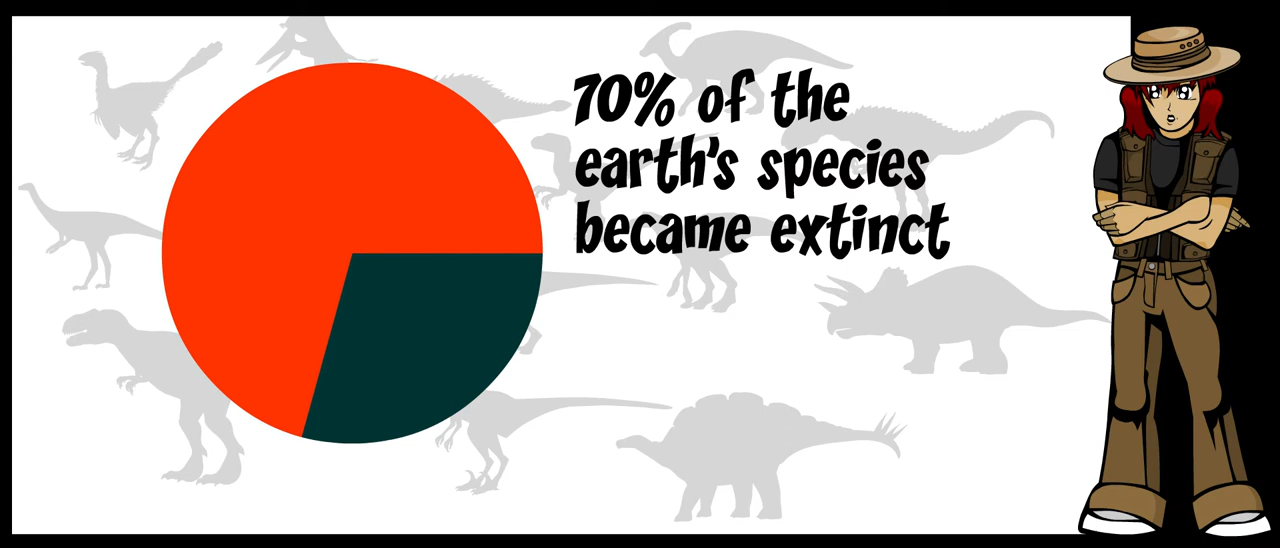 70% of the
earth's species
became extinct